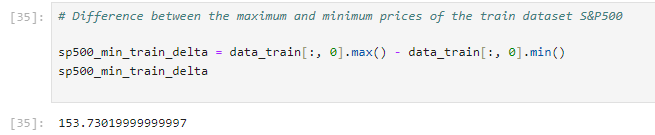 [35]: # Difference between the maximum and minimum prices of the train dataset S&P500
sp500_min_train_delta = data_train[:, 0].max() - data_train[:, 0].min()
sp500_min_train_delta
[35]: 153.73019999999997